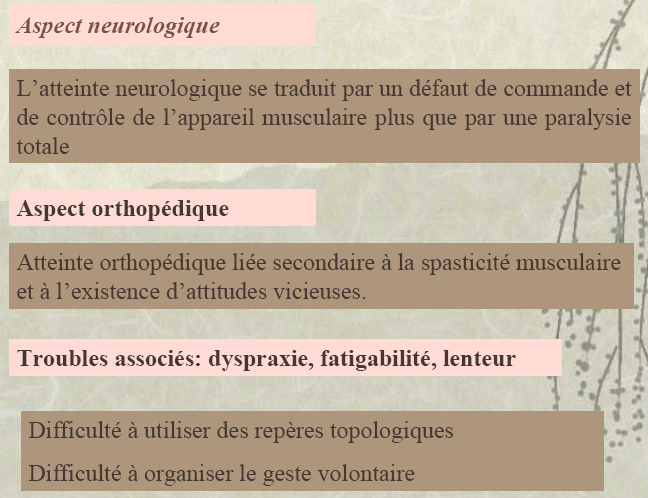 Aspect neurologique
L’atteinte neurologique se traduit par un défaut de commande et
de contrôle de l’appareil musculaire plus que par une paralysie
totale
Aspect orthopédique
Atteinte orthopédique liée secondaire à la spasticité musculaire
et à l’existence d’attitudes vicieuses.
Troubles associés: dyspraxie, fatigabilité, lenteur
Difficulté à utiliser des repères topologiques
Difficulté à organiser le geste volontaire